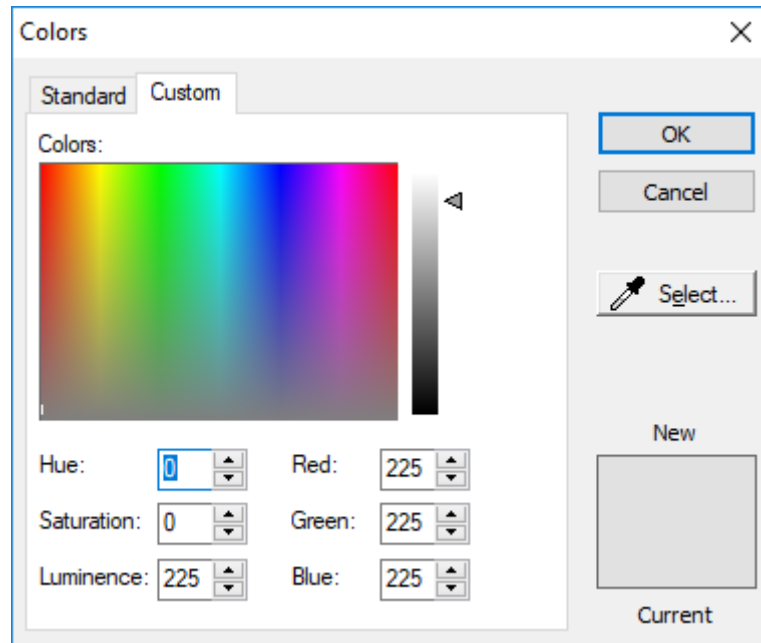 Colors
Standard Custom
Colors:
OK
Cancel
Select...
New
Hue: 0 Red: 225
Saturation: 0 Green: 225
Luminence: 225 Blue: 225
Current